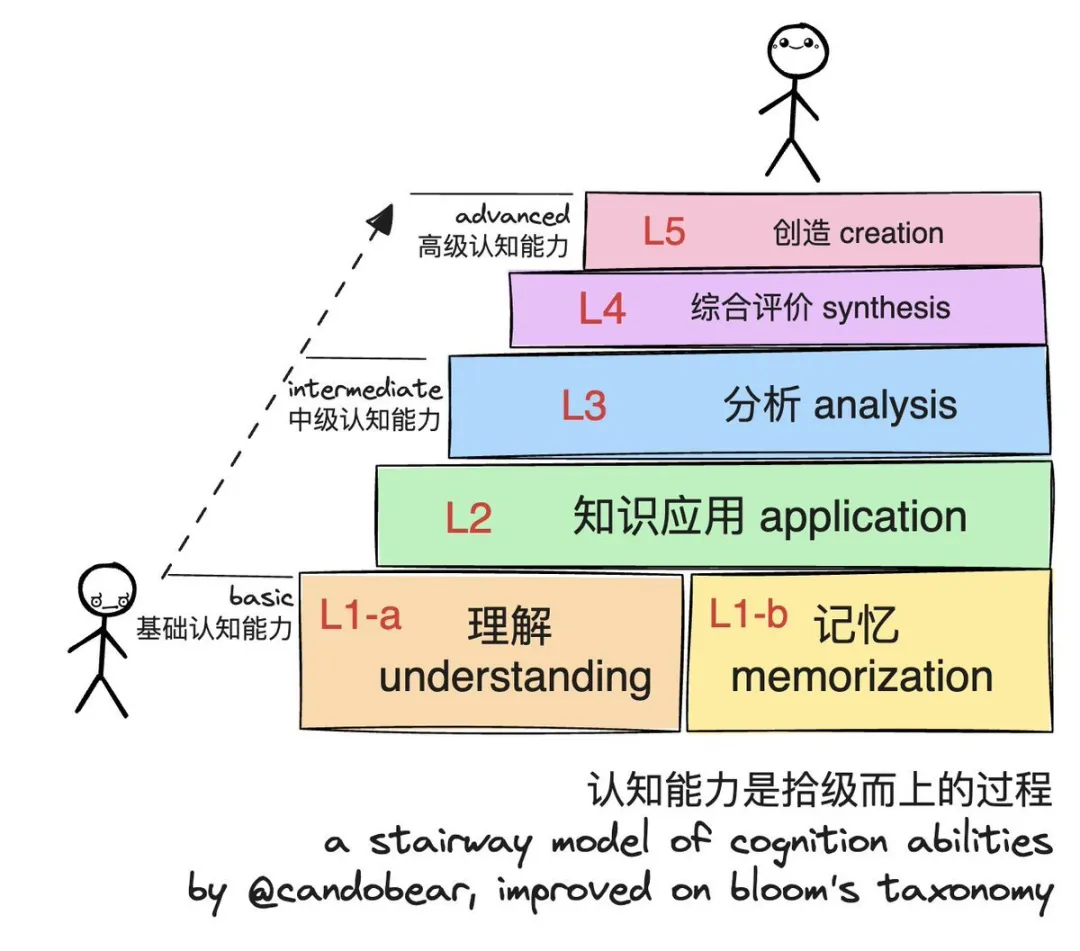 advanced
高级认知能力
L5 创造 creation
L4 综合评价 synthesis
intermediate
中级认知能力
L3 分析 analysis
L2 知识应用 application
basic
基础认知能力
L1-a 理解
understanding
L1-b 记忆
memorization
认知能力是拾级而上的过程
a stairway model of cognition abilities
by @candobear, improved on bloom's taxonomy